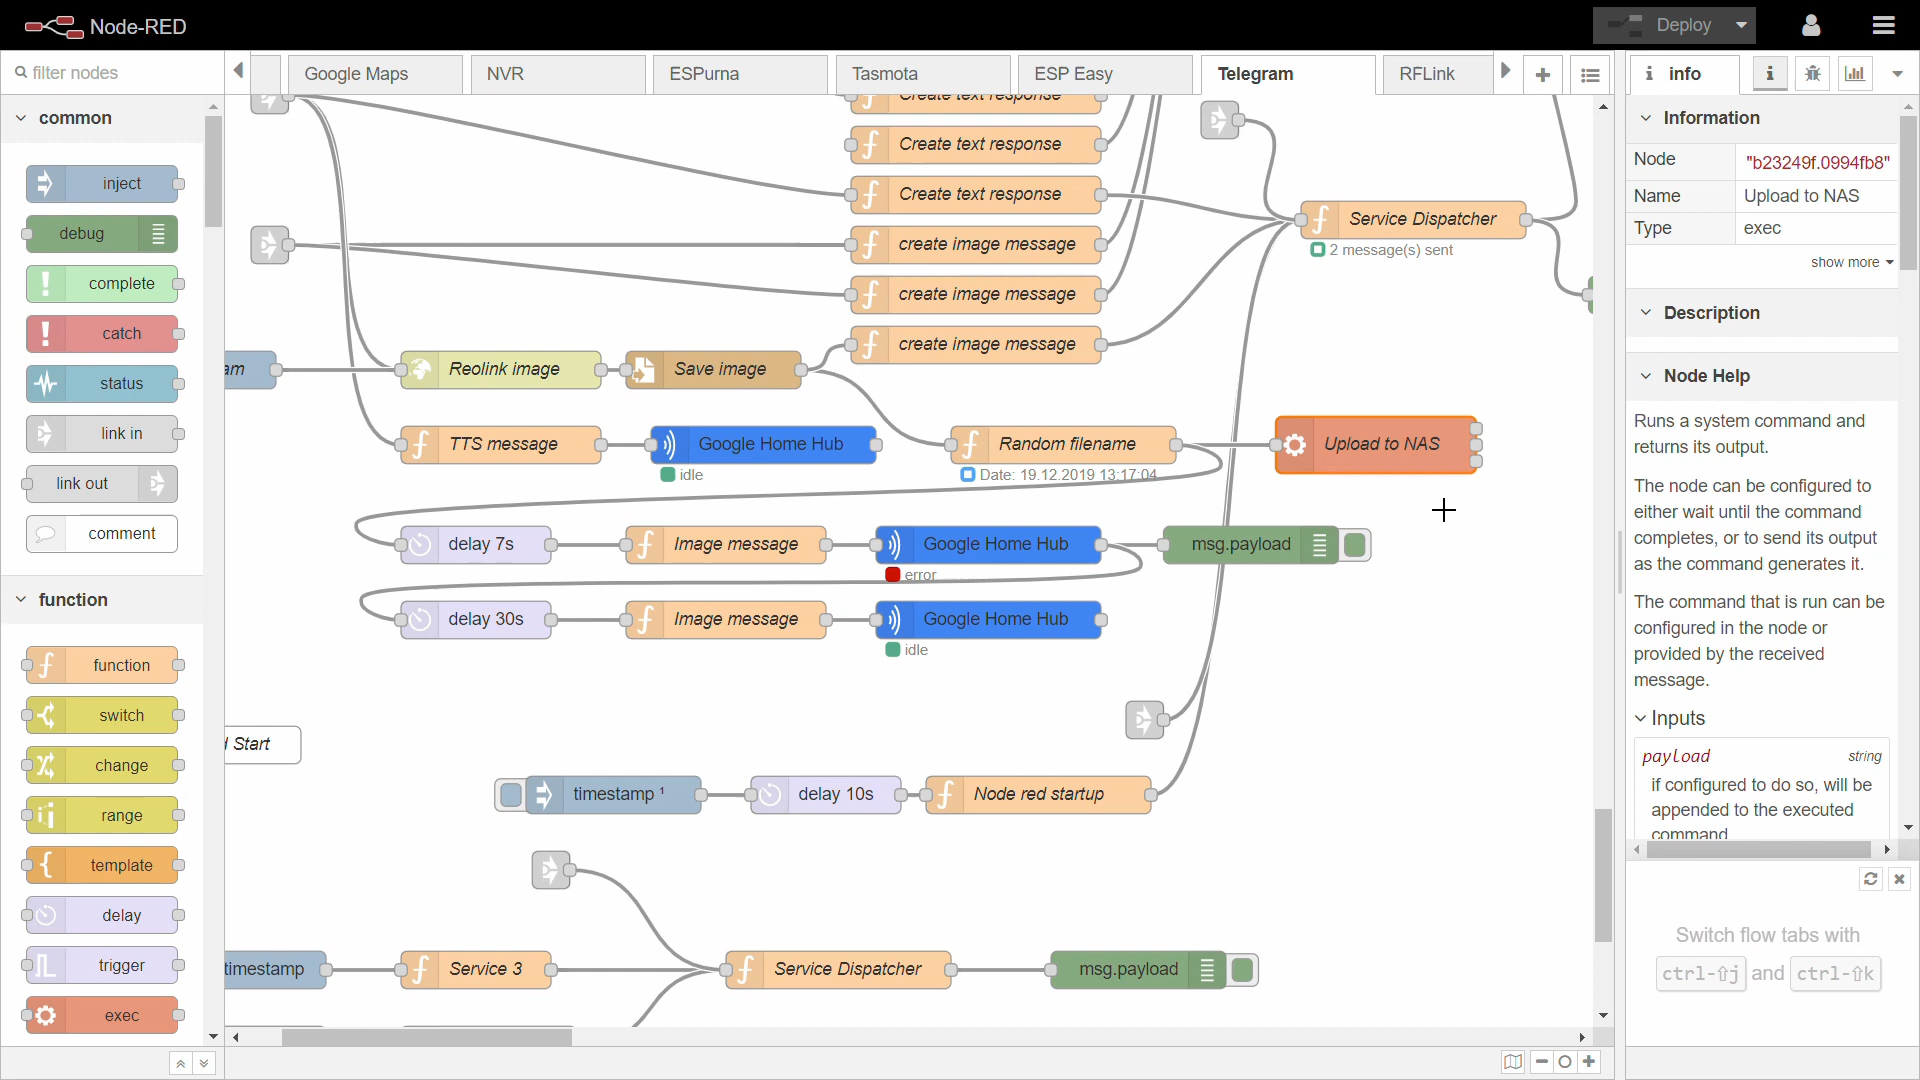 Node-RED
Deploy
filter nodes
Google Maps
NVR
ESPurna
Tasmota
ESP Easy
Telegram
RFLink
info
common
inject
debug
complete
catch
status
link in
link out
comment
function
function
switch
change
range
template
delay
trigger
exec
Create text response
Create text response
Create text response
create image message
create image message
create image message
Service Dispatcher
2 message(s) sent
am
Reolink image
Save image
TTS message
Google Home Hub
idle
Random filename
Date: 19.12.2019 13:17:04
Upload to NAS
delay 7s
Image message
Google Home Hub
error
msg.payload
delay 30s
Image message
Google Home Hub
idle
Start
timestamp ¹
delay 10s
Node red startup
timestamp
Service 3
Service Dispatcher
msg.payload
Information
Node "b23249f.0994fb8"
Name Upload to NAS
Type exec
show more
Description
Node Help
Runs a system command and
returns its output.
The node can be configured to
either wait until the command
completes, or to send its output
as the command generates it.
The command that is run can be
configured in the node or
provided by the received
message.
Inputs
payload string
if configured to do so, will be
appended to the executed
command
Switch flow tabs with
ctrl-⇧j and ctrl-⇧k